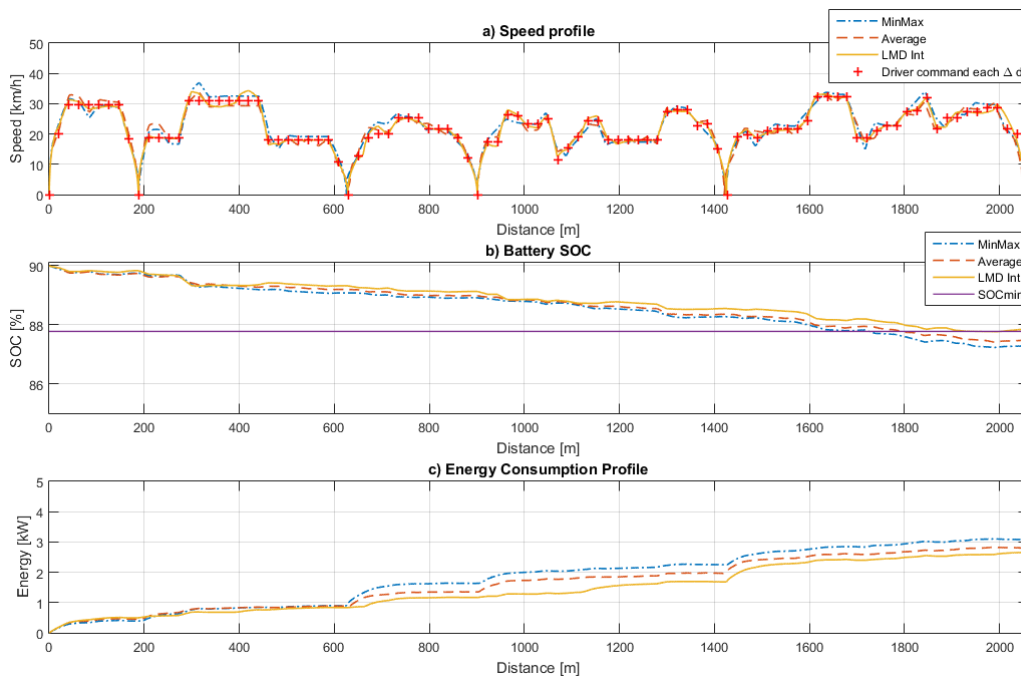 a) Speed profile
MinMax
Average
LMD Int
Driver command each Δ d
Speed [km/h]
50
40
30
20
10
0
0 200 400 600 800 1000 1200 1400 1600 1800 2000
Distance [m]
b) Battery SOC
MinMax
Average
LMD Int
SOCmin
SOC [%]
90
88
86
0 200 400 600 800 1000 1200 1400 1600 1800 2000
Distance [m]
c) Energy Consumption Profile
Energy [kW]
5
4
3
2
1
0
0 200 400 600 800 1000 1200 1400 1600 1800 2000
Distance [m]